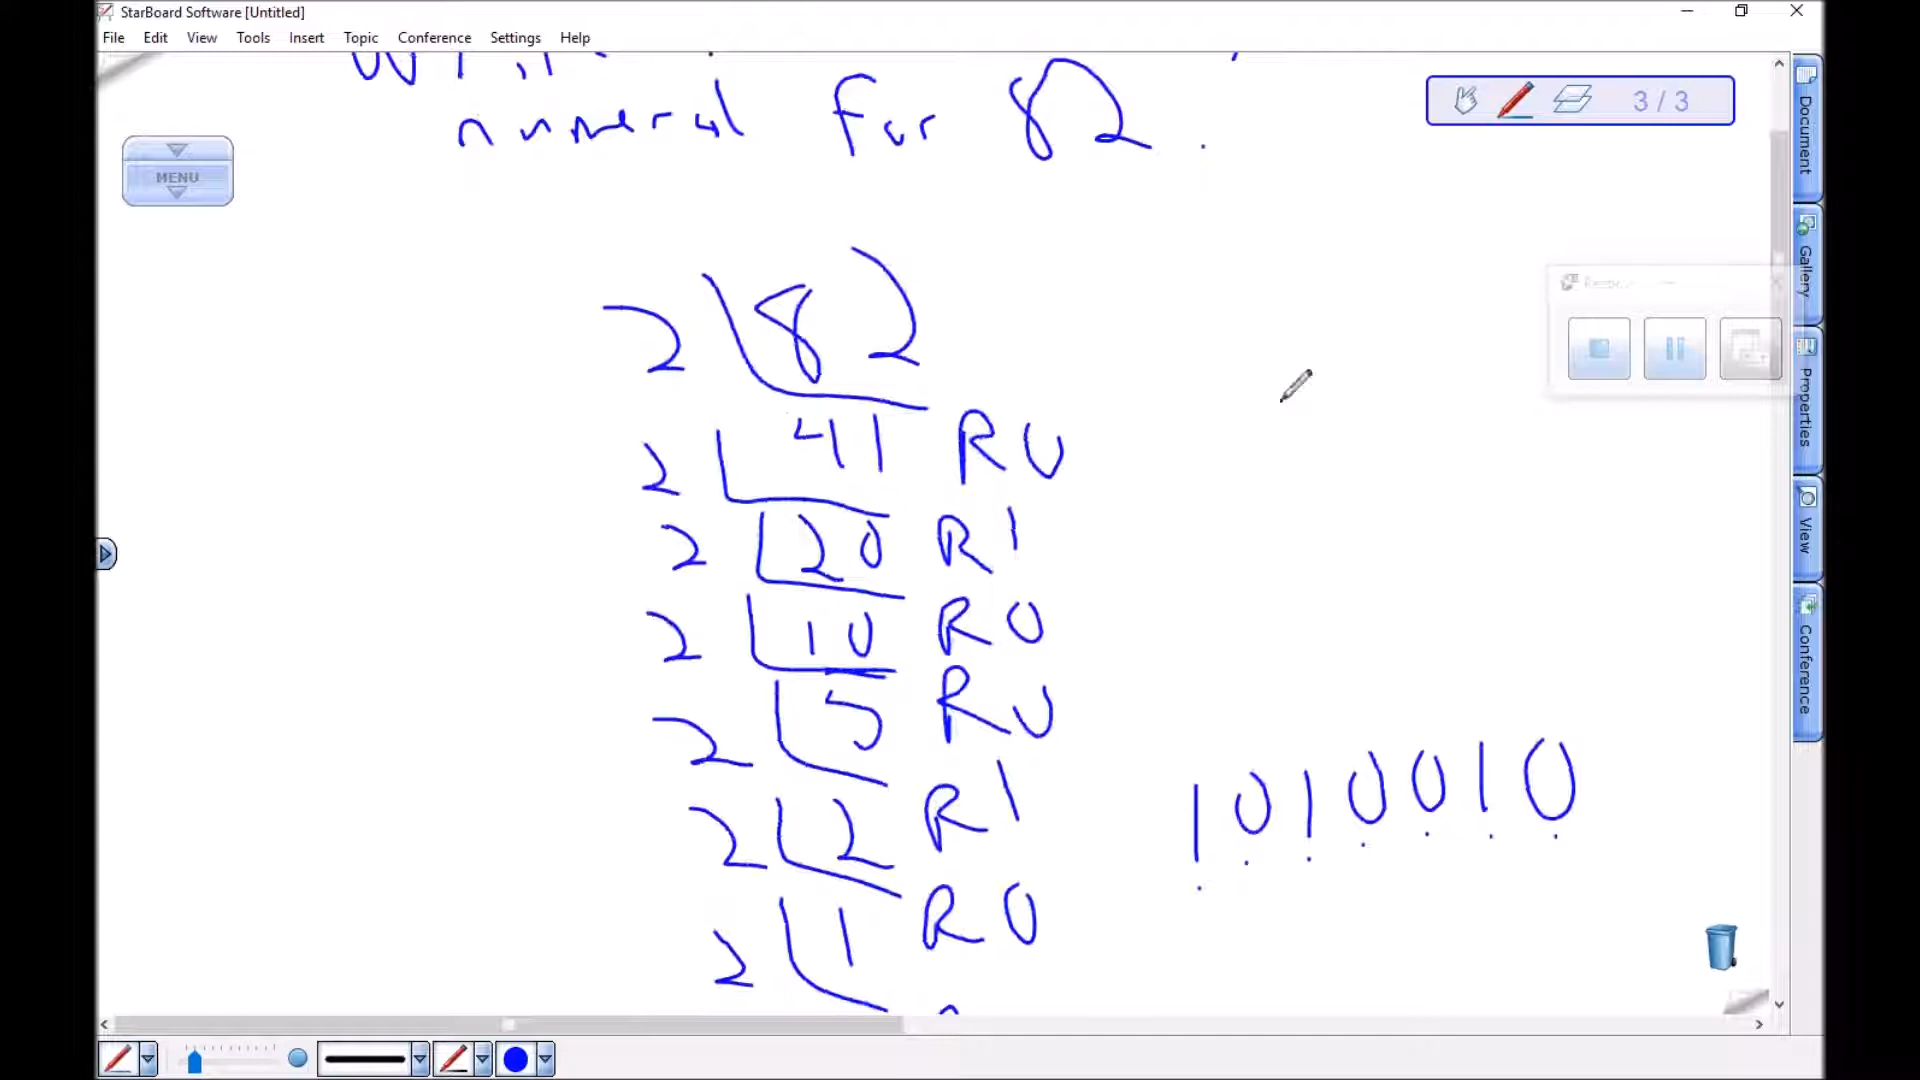 StarBoard Software [Untitled]
File Edit View Tools Insert Topic Conference Settings Help
numeral for 82.
3 / 3
MENU
Document
Gallery
Properties
View
Conference
2 82
2 41 R0
2 20 R1
2 10 R0
2 5 R0
2 2 R1
2 1 R0
1010010